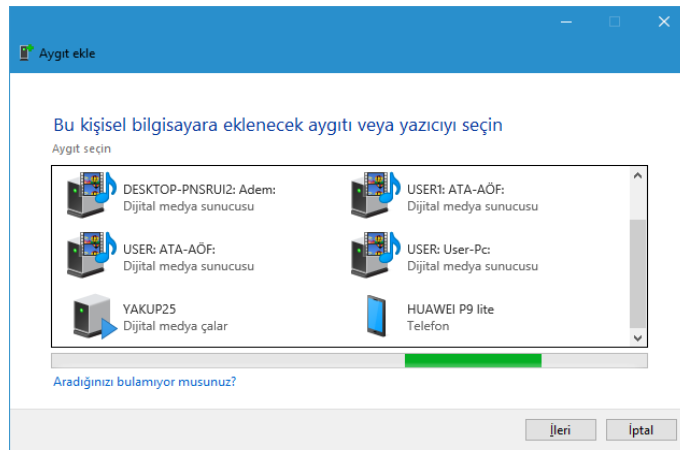 Aygıt ekle
Bu kişisel bilgisayara eklenecek aygıtı veya yazıcıyı seçin
Aygıt seçin
DESKTOP-PNSRUI2: Adem:
Dijital medya sunucusu
USER1: ATA-AÖF:
Dijital medya sunucusu
USER: ATA-AÖF:
Dijital medya sunucusu
USER: User-Pc:
Dijital medya sunucusu
YAKUP25
Dijital medya çalar
HUAWEI P9 lite
Telefon
Aradığınızı bulamıyor musunuz?
İleri
İptal